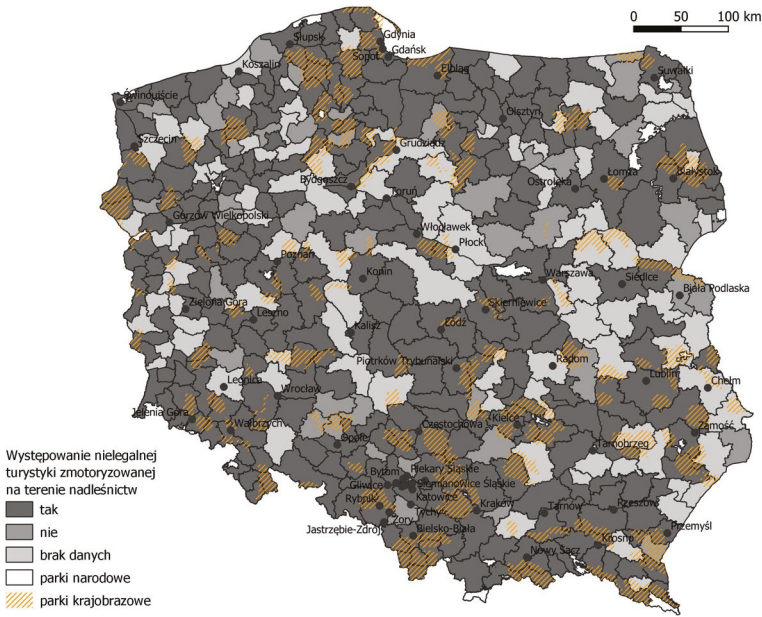 0 50 100 km
Gdynia
Słupsk
Gdańsk
Sopot
Koszalin
Elbląg
Suwałki
Świnoujście
Olsztyn
Szczecin
Grudziądz
Łomża
Białystok
Bydgoszcz
Ostrołęka
Toruń
Gorzów Wielkopolski
Włocławek
Płock
Poznań
Konin
Warszawa
Siedlce
Biała Podlaska
Zielona Góra
Leszno
Skierniewice
Łódź
Kalisz
Piotrków Trybunalski
Radom
Legnica
Lublin
Wrocław
Chełm
Jelenia Góra
Wałbrzych
Częstochowa
Kielce
Zamość
Opole
Tarnobrzeg
Bytom
Piekary Śląskie
Gliwice
Siemianowice Śląskie
Katowice
Rybnik
Tychy
Kraków
Tarnów
Rzeszów
Żory
Jastrzębie-Zdrój
Bielsko-Biała
Przemyśl
Krosno
Nowy Sącz
Występowanie nielegalnej
turystyki zmotoryzowanej
na terenie nadleśnictw
tak
nie
brak danych
parki narodowe
parki krajobrazowe